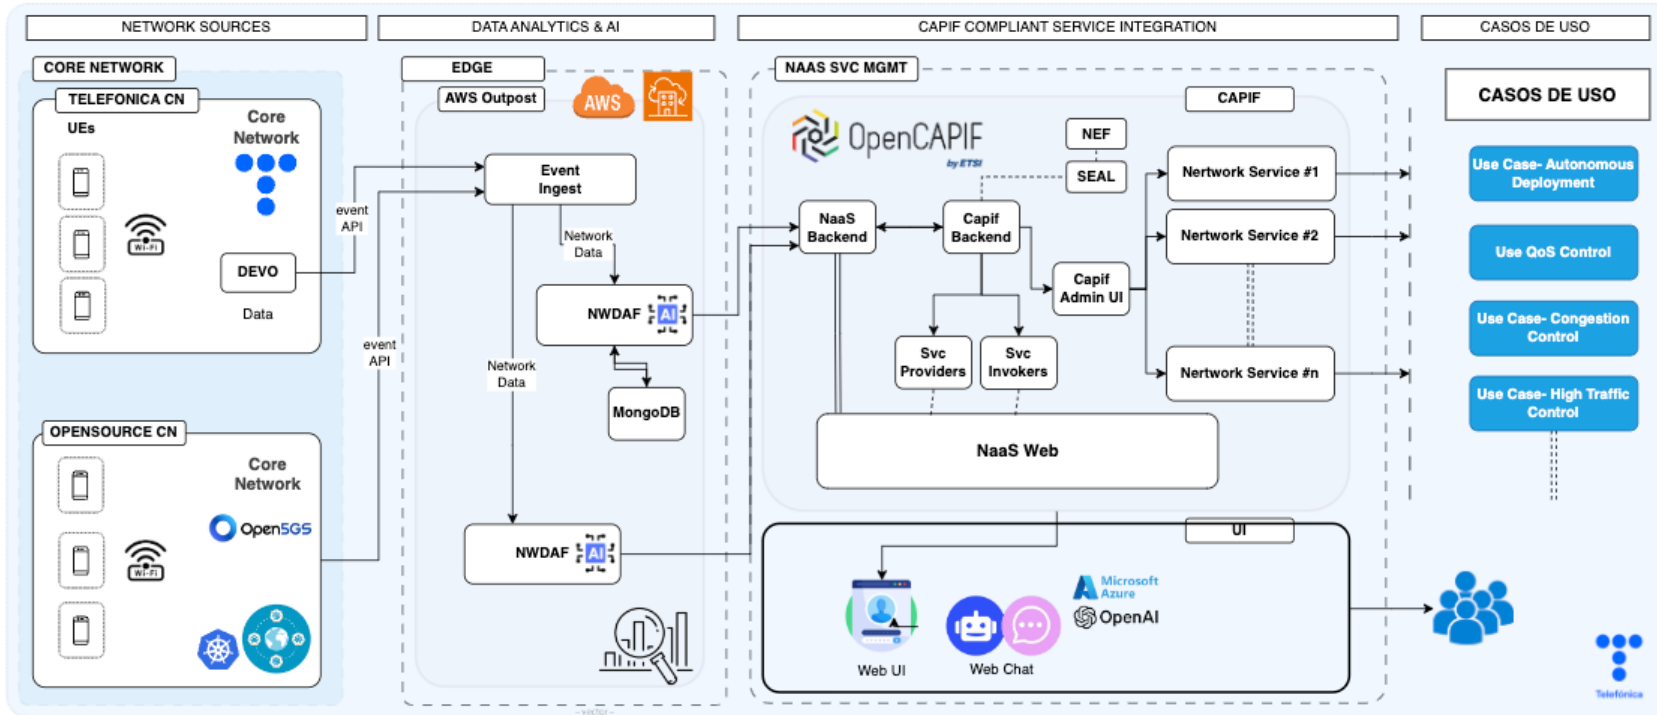 NETWORK SOURCES
DATA ANALYTICS & AI
CAPIF COMPLIANT SERVICE INTEGRATION
CASOS DE USO
CORE NETWORK
TELEFONICA CN
UEs
Core
Network
Wi-Fi
DEVO
Data
event
API
event
API
OPENSOURCE CN
Core
Network
Open5GS
Wi-Fi
EDGE
AWS Outpost
AWS
Event
Ingest
Network
Data
NWDAF
AI
Network
Data
MongoDB
NWDAF
AI
-- vector --
NAAS SVC MGMT
CAPIF
OpenCAPIF
by ETSI
NEF
SEAL
NaaS
Backend
Capif
Backend
Capif
Admin UI
Svc
Providers
Svc
Invokers
Nertwork Service #1
Nertwork Service #2
Nertwork Service #n
NaaS Web
UI
Web UI
Web Chat
Microsoft
Azure
OpenAI
CASOS DE USO
Use Case- Autonomous
Deployment
Use QoS Control
Use Case- Congestion
Control
Use Case- High Traffic
Control
Telefónica